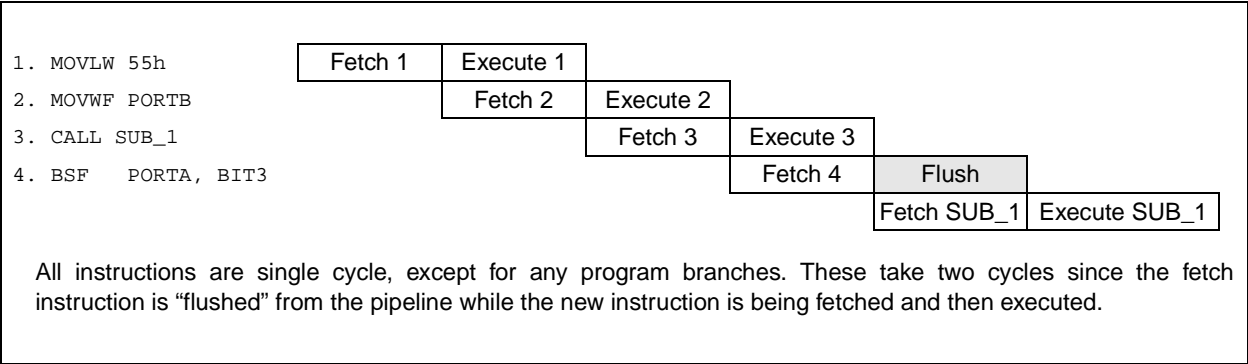 1. MOVLW 55h Fetch 1 Execute 1
2. MOVWF PORTB Fetch 2 Execute 2
3. CALL SUB_1 Fetch 3 Execute 3
4. BSF PORTA, BIT3 Fetch 4 Flush
Fetch SUB_1 Execute SUB_1
All instructions are single cycle, except for any program branches. These take two cycles since the fetch
instruction is “flushed” from the pipeline while the new instruction is being fetched and then executed.